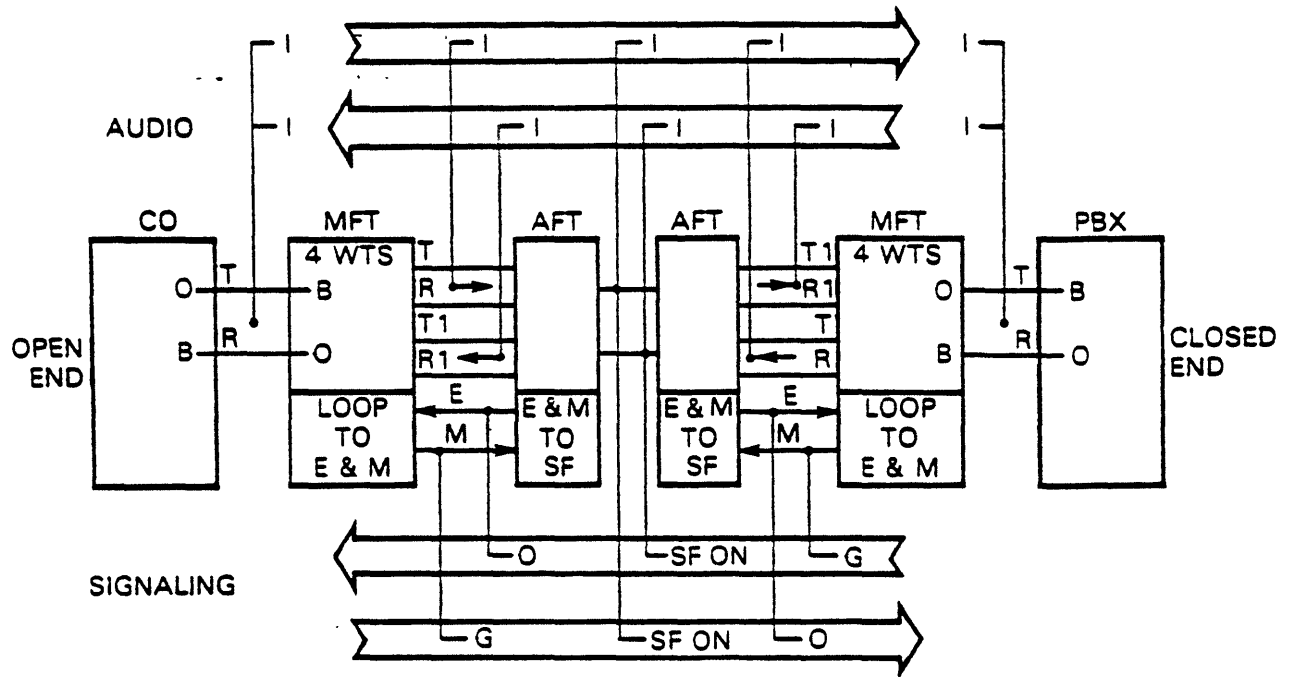 I I I I I
AUDIO I I I I I
CO MFT AFT AFT MFT PBX
4 WTS T T1 4 WTS
O T B R R1 O T B
T1 T
OPEN END B R O R1 R B R O CLOSED END
LOOP TO E & M E E & M TO SF E & M TO SF E LOOP TO E & M
M M
O SF ON G
SIGNALING
G SF ON O